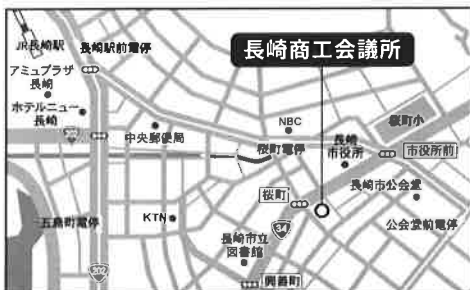 JR長崎駅
長崎駅前電停
長崎商工会議所
アミュプラザ
長崎
ホテルニュー
長崎
202
中央郵便局
NBC
桜町小
桜町電停
長崎
市役所
市役所前
長崎市公会堂
桜町
五島町電停
KTN
34
長崎市立
図書館
公会堂前電停
202
興善町